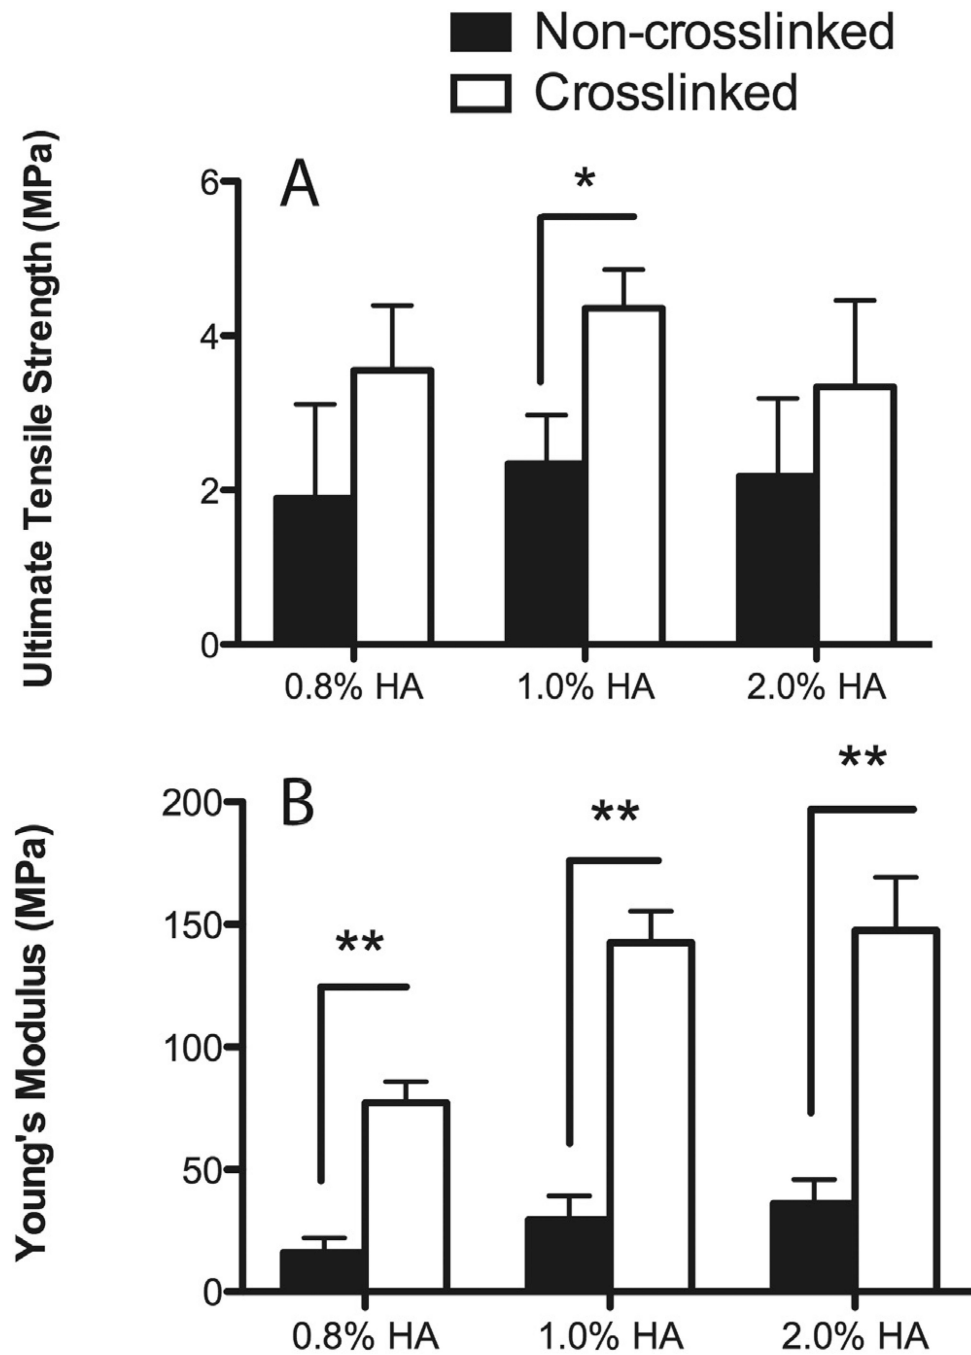 Non-crosslinked
Crosslinked
A
*
Ultimate Tensile Strength (MPa)
6
4
2
0
0.8% HA 1.0% HA 2.0% HA
B
**
**
**
Young's Modulus (MPa)
200
150
100
50
0
0.8% HA 1.0% HA 2.0% HA